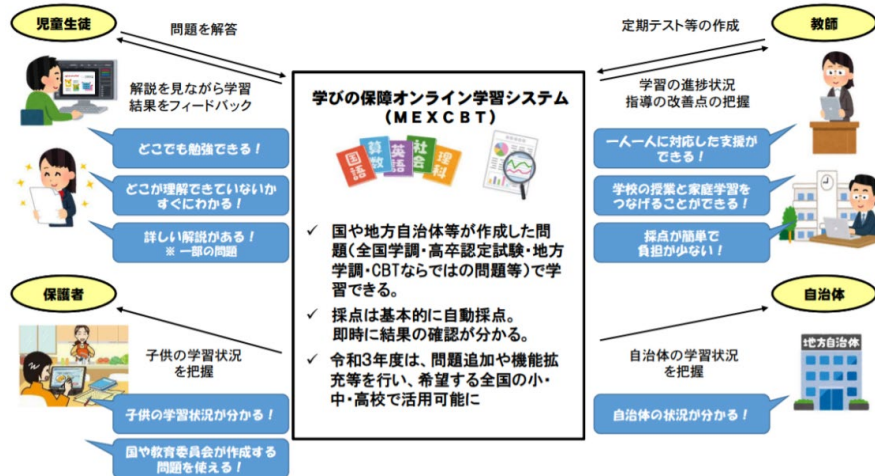 児童生徒
問題を解答
解説を見ながら学習
結果をフィードバック
どこでも勉強できる！
どこが理解できていないか
すぐにわかる！
詳しい解説がある！
※ 一部の問題
保護者
子供の学習状況
を把握
子供の学習状況が分かる！
国や教育委員会が作成する
問題を使える！
学びの保障オンライン学習システム
(MEXCBT)
国語
算数
英語
社会
理科
✓ 国や地方自治体等が作成した問
題(全国学調・高卒認定試験・地方
学調・CBTならではの問題等)で学
習できる。
✓ 採点は基本的に自動採点。
即時に結果の確認が分かる。
✓ 令和3年度は、問題追加や機能拡
充等を行い、希望する全国の小・
中・高校で活用可能に
定期テスト等の作成
教師
学習の進捗状況
指導の改善点の把握
一人一人に対応した支援が
できる！
学校の授業と家庭学習を
つなげることができる！
採点が簡単で
負担が少ない！
自治体
自治体の学習状況
を把握
地方自治体
自治体の状況が分かる！